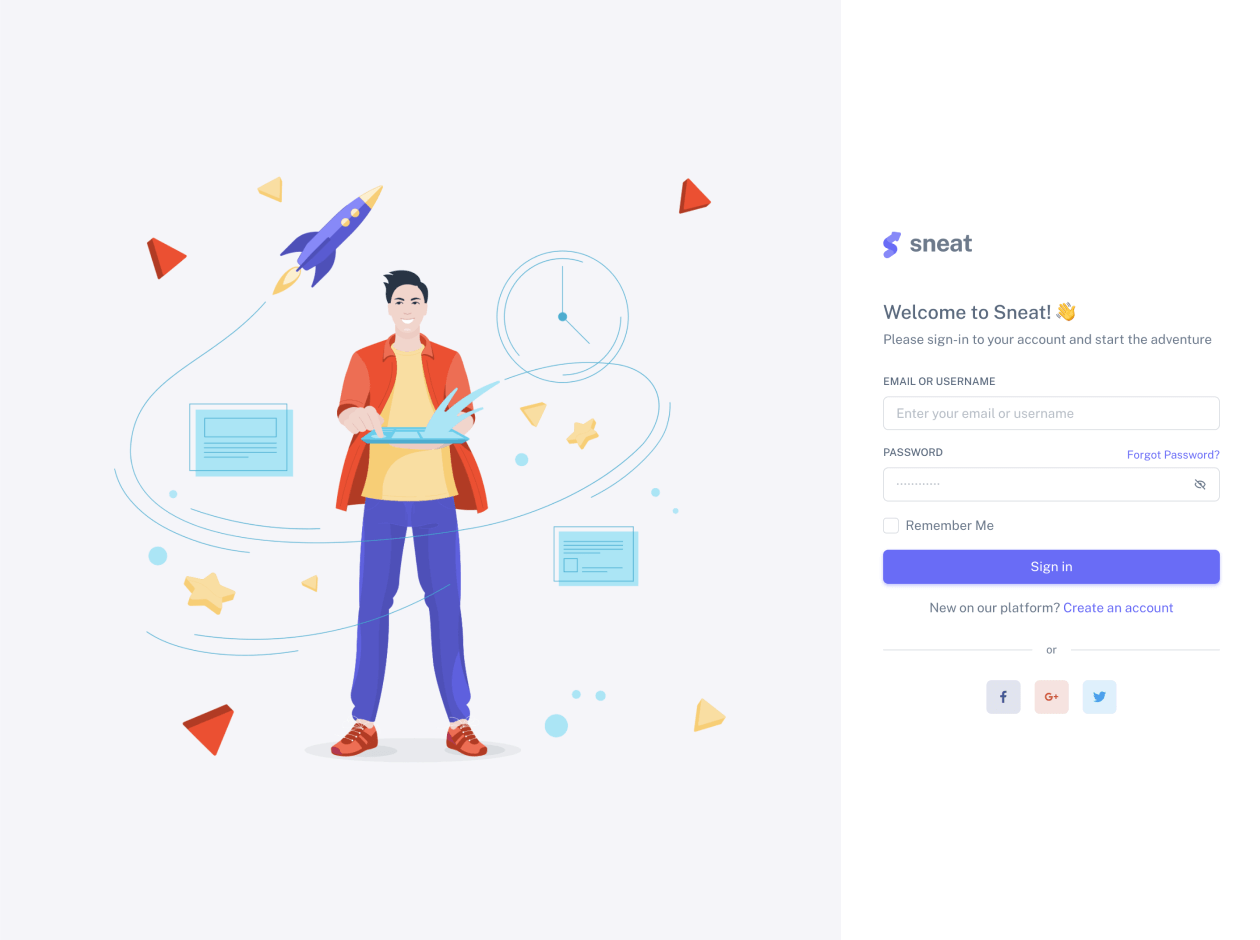 sneat
Welcome to Sneat! 👋
Please sign-in to your account and start the adventure
EMAIL OR USERNAME
Enter your email or username
PASSWORD
Forgot Password?
············
Remember Me
Sign in
New on our platform? Create an account
or
f
G+